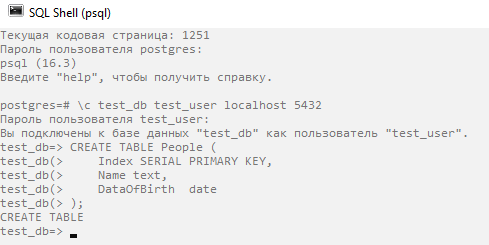 SQL Shell (psql)
Текущая кодовая страница: 1251
Пароль пользователя postgres:
psql (16.3)
Введите "help", чтобы получить справку.
postgres=# \c test_db test_user localhost 5432
Пароль пользователя test_user:
Вы подключены к базе данных "test_db" как пользователь "test_user".
test_db=> CREATE TABLE People (
test_db(>     Index SERIAL PRIMARY KEY,
test_db(>     Name text,
test_db(>     DataOfBirth  date
test_db(> );
CREATE TABLE
test_db=>